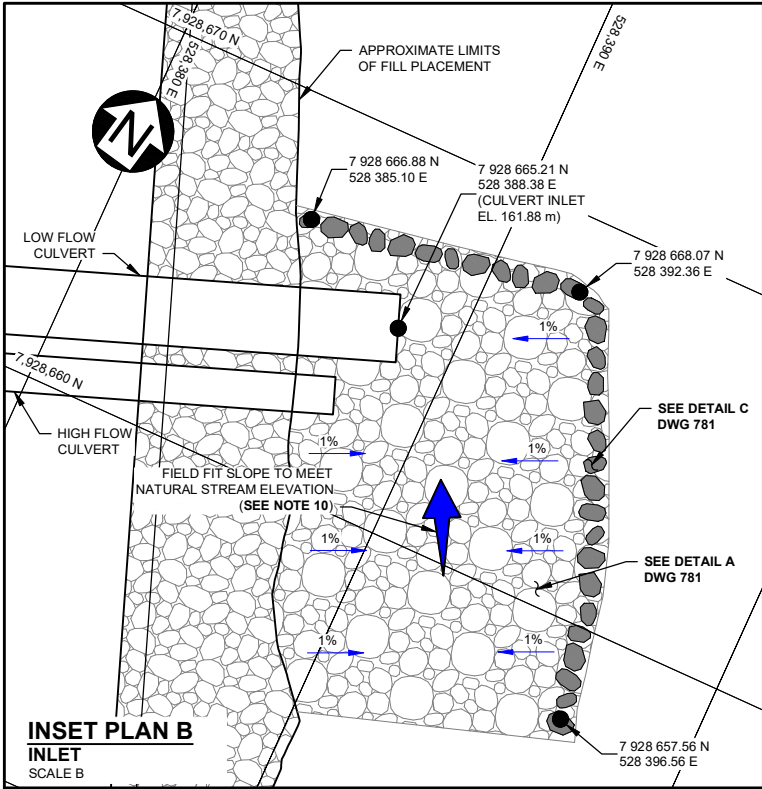 7,928,670 N
528,380 E
528,390 E
APPROXIMATE LIMITS
OF FILL PLACEMENT
N
7 928 666.88 N
528 385.10 E
7 928 665.21 N
528 388.38 E
(CULVERT INLET
EL. 161.88 m)
LOW FLOW
CULVERT
7 928 668.07 N
528 392.36 E
1%
7,928,660 N
HIGH FLOW
CULVERT
SEE DETAIL C
DWG 781
1%
1%
FIELD FIT SLOPE TO MEET
NATURAL STREAM ELEVATION
(SEE NOTE 10)
1%
1%
SEE DETAIL A
DWG 781
1%
1%
INSET PLAN B
INLET
SCALE B
7 928 657.56 N
528 396.56 E